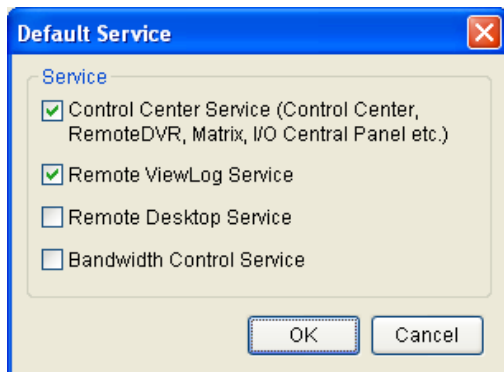 Default Service
Service
Control Center Service (Control Center,
RemoteDVR, Matrix, I/O Central Panel etc.)
Remote ViewLog Service
Remote Desktop Service
Bandwidth Control Service
OK
Cancel